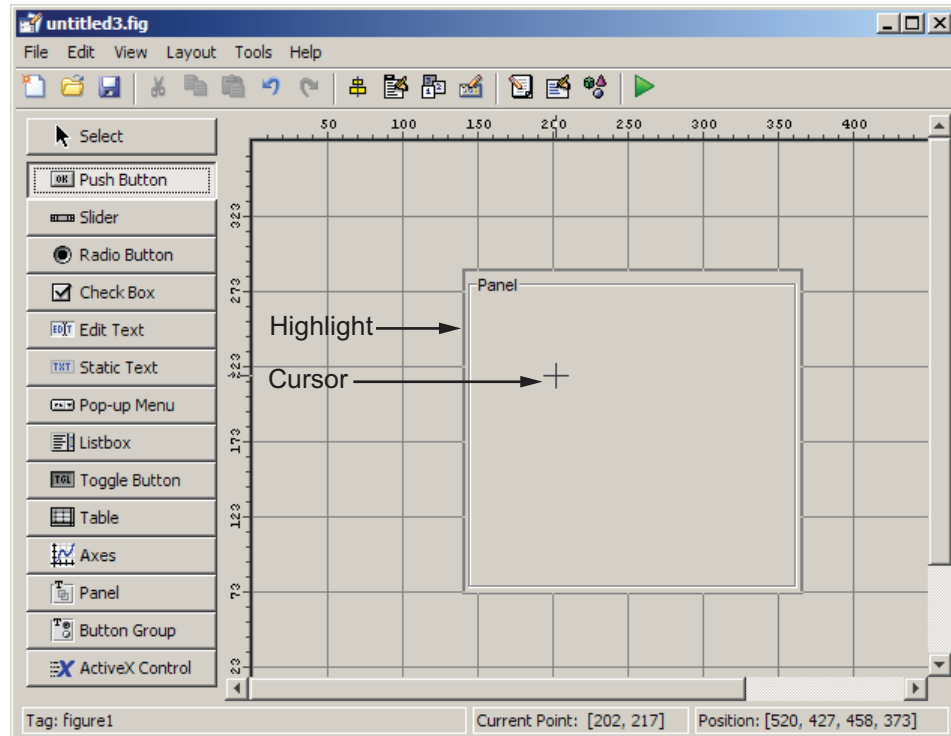 untitled3.fig
File Edit View Layout Tools Help
Select
Push Button
Slider
Radio Button
Check Box
Edit Text
Static Text
Pop-up Menu
Listbox
Toggle Button
Table
Axes
Panel
Button Group
ActiveX Control
50 100 150 200 250 300 350 400
323
273
223
173
123
73
23
Panel
Highlight
Cursor
Tag: figure1 Current Point: [202, 217] Position: [520, 427, 458, 373]